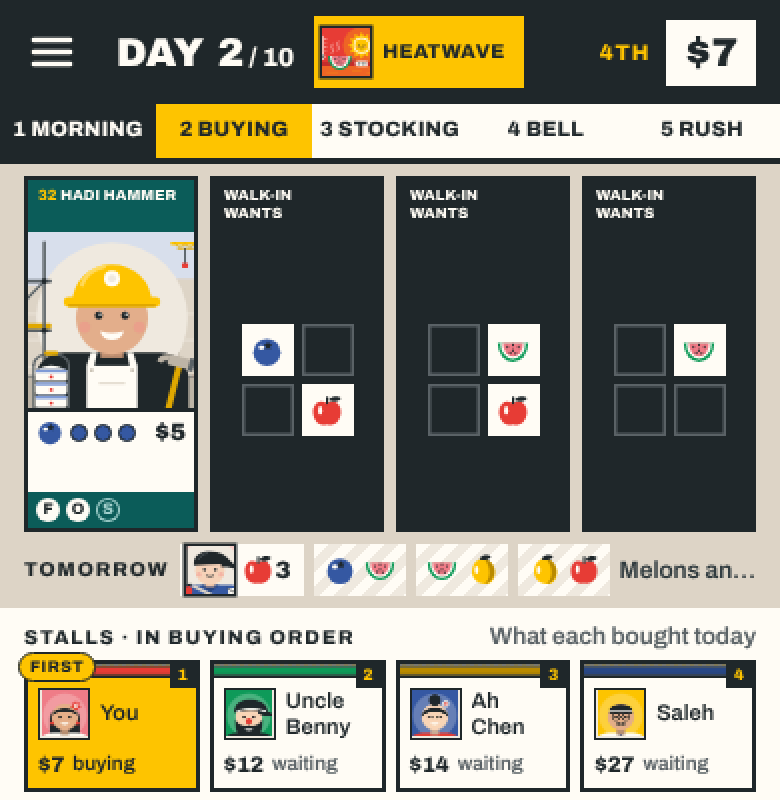 DAY 2 / 10
HEATWAVE
4TH
$7
1 MORNING
2 BUYING
3 STOCKING
4 BELL
5 RUSH
32 HADI HAMMER
$5
F O S
WALK-IN
WANTS
WALK-IN
WANTS
WALK-IN
WANTS
TOMORROW
3
Melons an...
STALLS · IN BUYING ORDER
What each bought today
FIRST
1
You
$7 buying
2
Uncle
Benny
$12 waiting
3
Ah
Chen
$14 waiting
4
Saleh
$27 waiting